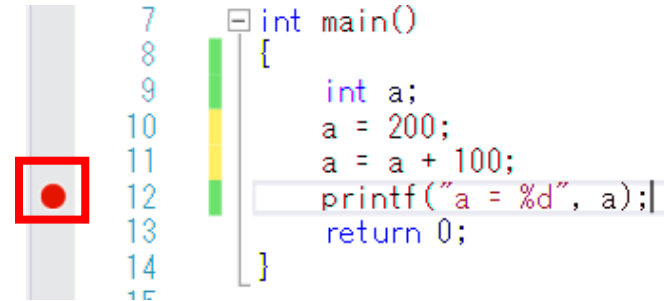 7 int main()
8 {
9 int a;
10 a = 200;
11 a = a + 100;
12 printf("a = %d", a);
13 return 0;
14 }
15